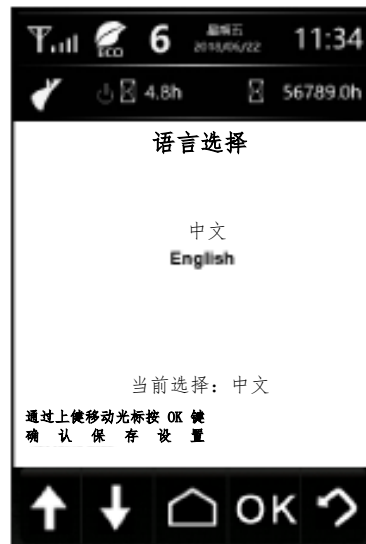 ECO
6
星期五
2018/06/22
11:34
4.8h
56789.0h
语言选择
中文
English
当前选择：中文
通过上健移动光标按 OK 键
确 认 保 存 设 置
OK